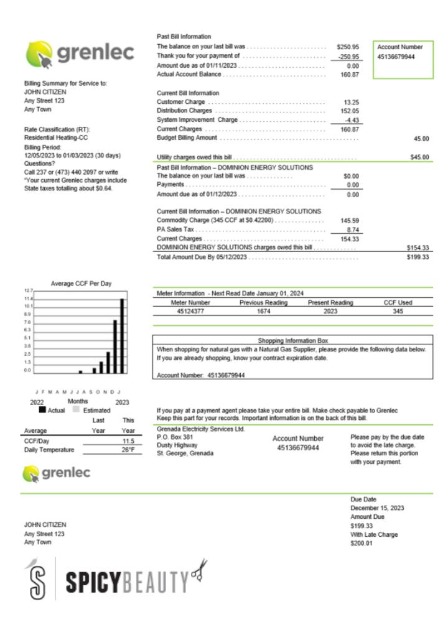 grenlec
Billing Summary for Service to:
JOHN CITIZEN
Any Street 123
Any Town
Rate Classification (RT):
Residential Heating-CC
Billing Period:
12/05/2023 to 01/03/2023 (30 days)
Questions?
Call 237 or (473) 440 2097 or write
*Your current Grenlec charges include
State taxes totalling about $0.64.
Past Bill Information
The balance on your last bill was $250.95
Thank you for your payment of -250.95
Amount due as of 01/11/2023 0.00
Actual Account Balance 160.87
Account Number
45136679944
Current Bill Information
Customer Charge 13.25
Distribution Charges 152.05
System Improvement Charge -4.43
Current Charges 160.87
Budget Billing Amount 45.00
Utility charges owed this bill $45.00
Past Bill Information – DOMINION ENERGY SOLUTIONS
The balance on your last bill was $0.00
Payments 0.00
Amount due as of 01/12/2023 0.00
Current Bill Information – DOMINION ENERGY SOLUTIONS
Commodity Charge (345 CCF at $0.42200) 145.59
PA Sales Tax 8.74
Current Charges 154.33
DOMINION ENERGY SOLUTIONS charges owed this bill $154.33
Total Amount Due By 05/12/2023 $199.33
Average CCF Per Day
12.7
11.4
8.9
7.6
6.3
5.1
3.8
2.5
1.3
0.0
J F M A M J J A S O N D J
2022 Months 2023
Actual Estimated
Last This
Year Year
Average
CCF/Day 11.5
Daily Temperature 26°F
Meter Information - Next Read Date January 01, 2024
Meter Number Previous Reading Present Reading CCF Used
45124377 1674 2023 345
Shopping Information Box
When shopping for natural gas with a Natural Gas Supplier, please provide the following data below.
If you are already shopping, know your contract expiration date.
Account Number: 45136679944
If you pay at a payment agent please take your entire bill. Make check payable to Grenlec
Keep this part for your records. Important information is on the back of this bill.
grenlec
Grenada Electricity Services Ltd.
P.O. Box 381
Dusty Highway
St. George, Grenada
Account Number
45136679944
Please pay by the due date
to avoid the late charge.
Please return this portion
with your payment.
JOHN CITIZEN
Any Street 123
Any Town
Due Date
December 15, 2023
Amount Due
$199.33
With Late Charge
$200.01
SPICYBEAUTY